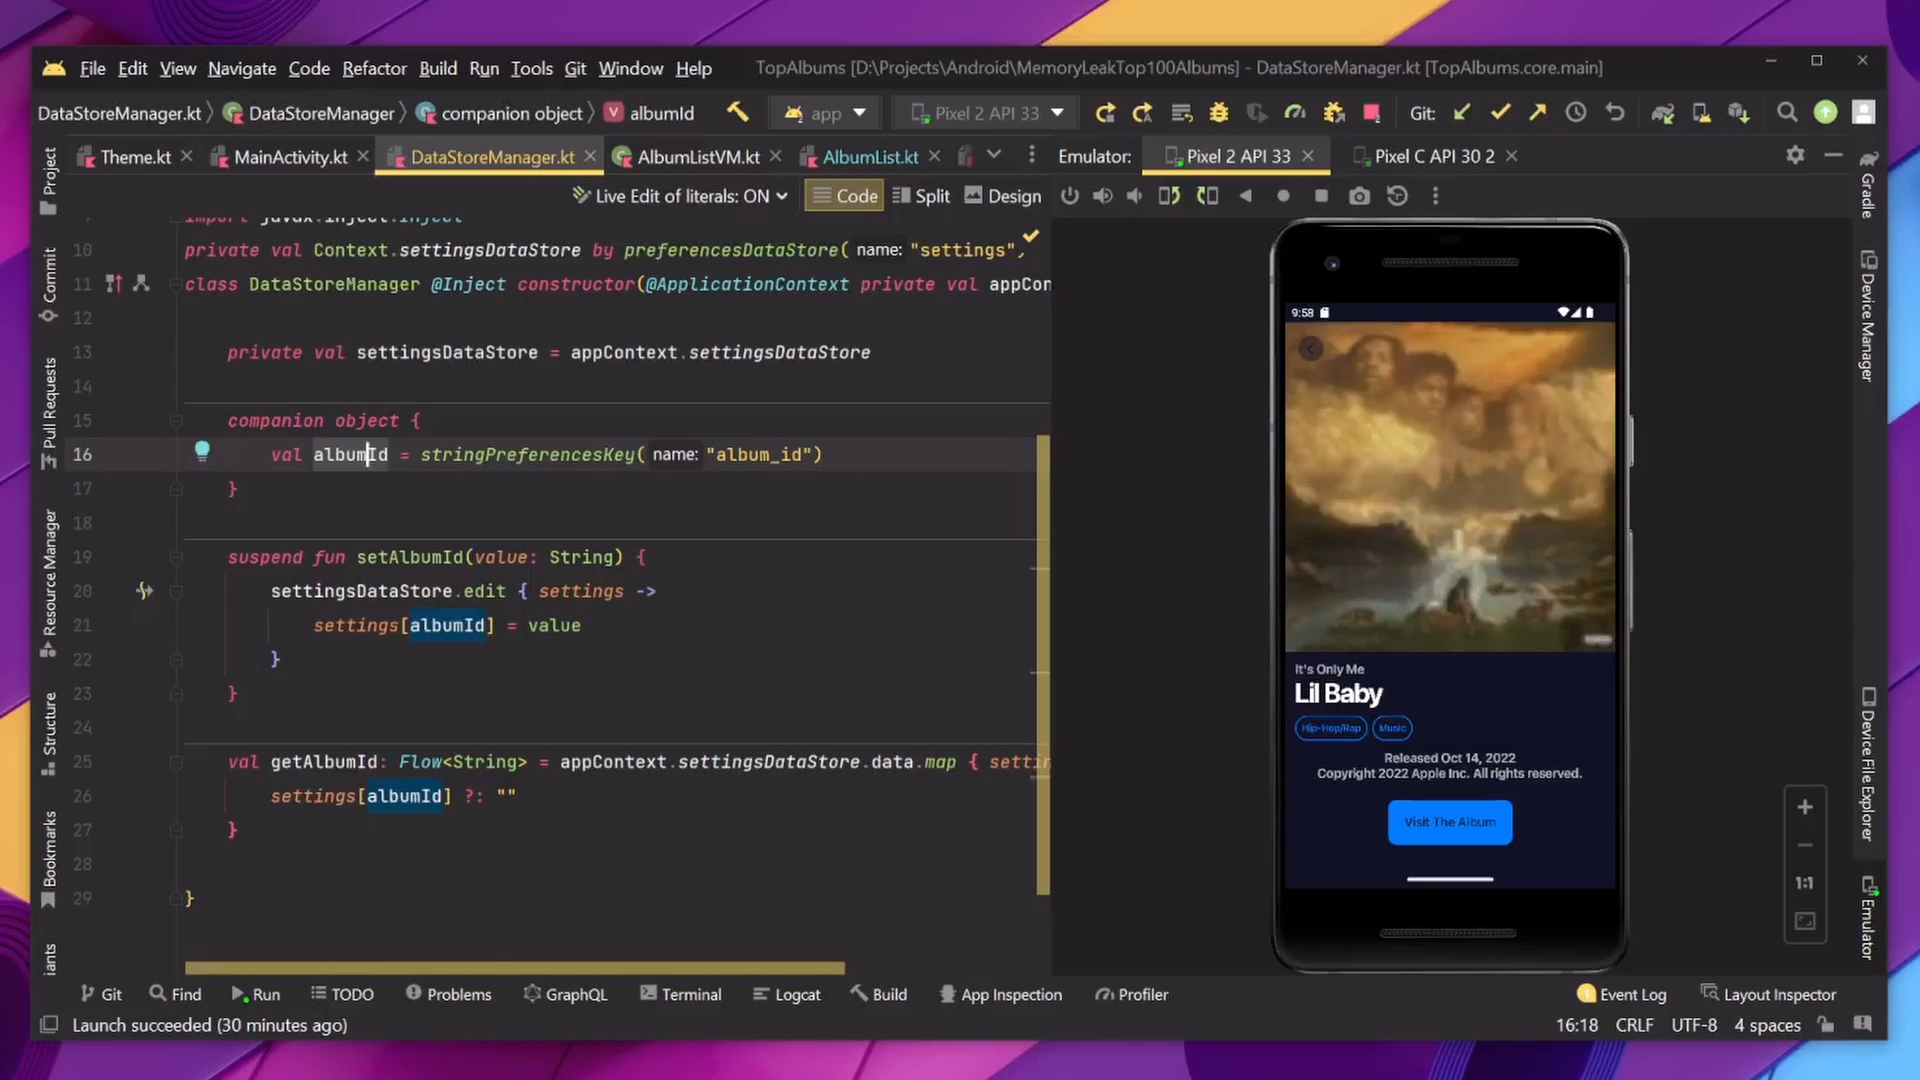 File Edit View Navigate Code Refactor Build Run Tools Git Window Help TopAlbums [D:\Projects\Android\MemoryLeakTop100Albums] - DataStoreManager.kt [TopAlbums.core.main]
DataStoreManager.kt DataStoreManager companion object albumId app Pixel 2 API 33 Git:
Theme.kt MainActivity.kt DataStoreManager.kt AlbumListVM.kt AlbumList.kt Emulator: Pixel 2 API 33 Pixel C API 30 2
Live Edit of literals: ON Code Split Design
import javax.inject.Inject
10 private val Context.settingsDataStore by preferencesDataStore( name: "settings",
11 class DataStoreManager @Inject constructor(@ApplicationContext private val appCon
12
13 private val settingsDataStore = appContext.settingsDataStore
14
15 companion object {
16 val albumId = stringPreferencesKey( name: "album_id")
17 }
18
19 suspend fun setAlbumId(value: String) {
20 settingsDataStore.edit { settings ->
21 settings[albumId] = value
22 }
23 }
24
25 val getAlbumId: Flow<String> = appContext.settingsDataStore.data.map { settin
26 settings[albumId] ?: ""
27 }
28
29 }
Project
Commit
Pull Requests
Resource Manager
Structure
Bookmarks
iants
9:58
It's Only Me
Lil Baby
Hip-Hop/Rap Music
Released Oct 14, 2022
Copyright 2022 Apple Inc. All rights reserved.
Visit The Album
1:1
Gradle
Device Manager
Device File Explorer
Emulator
Git Find Run TODO Problems GraphQL Terminal Logcat Build App Inspection Profiler Event Log Layout Inspector
Launch succeeded (30 minutes ago) 16:18 CRLF UTF-8 4 spaces